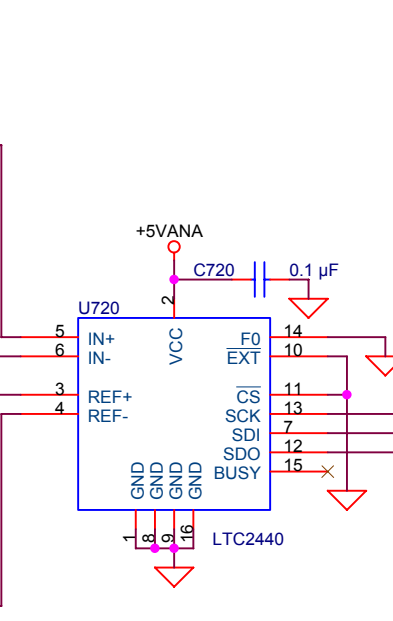 +5VANA
C720 0.1 µF
U720
2
5 IN+ VCC F0 14
6 IN- EXT 10
3 REF+ CS 11
4 REF- SCK 13
SDI 7
SDO 12
BUSY 15
GND GND GND GND
1 8 9 16
LTC2440